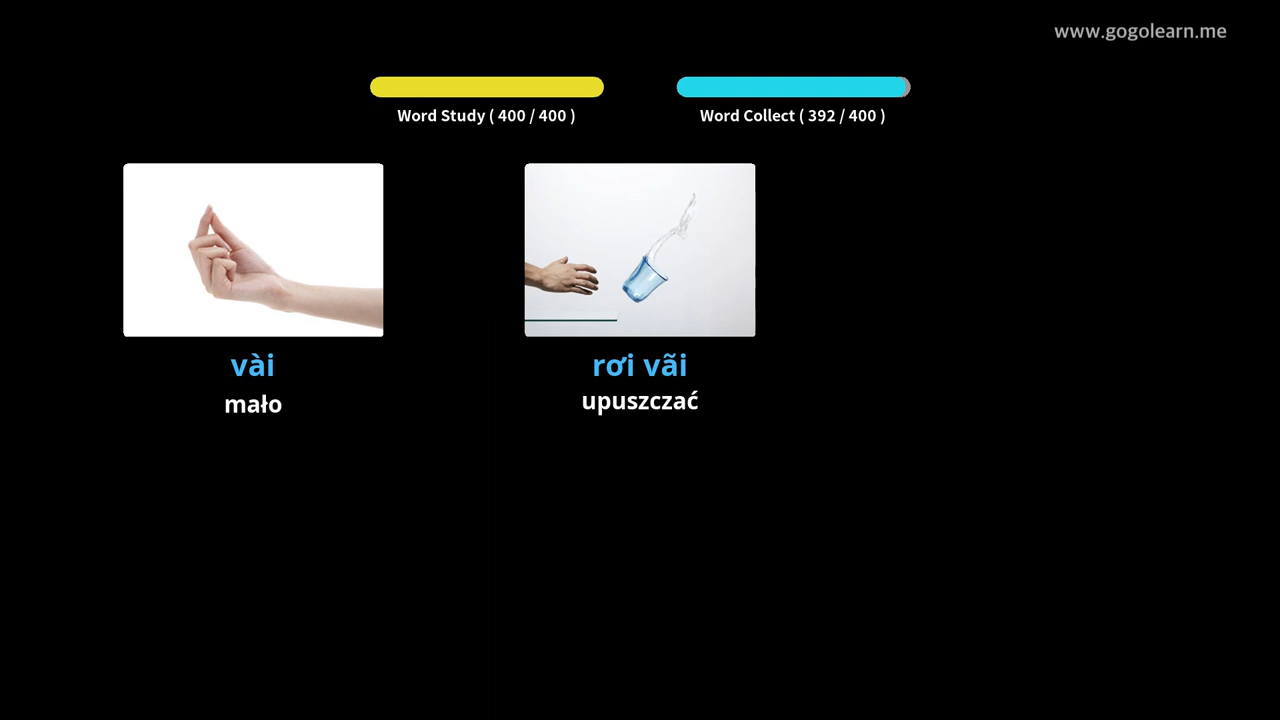 www.gogolearn.me
Word Study ( 400 / 400 )
Word Collect ( 392 / 400 )
vài
mało
rơi vãi
upuszczać